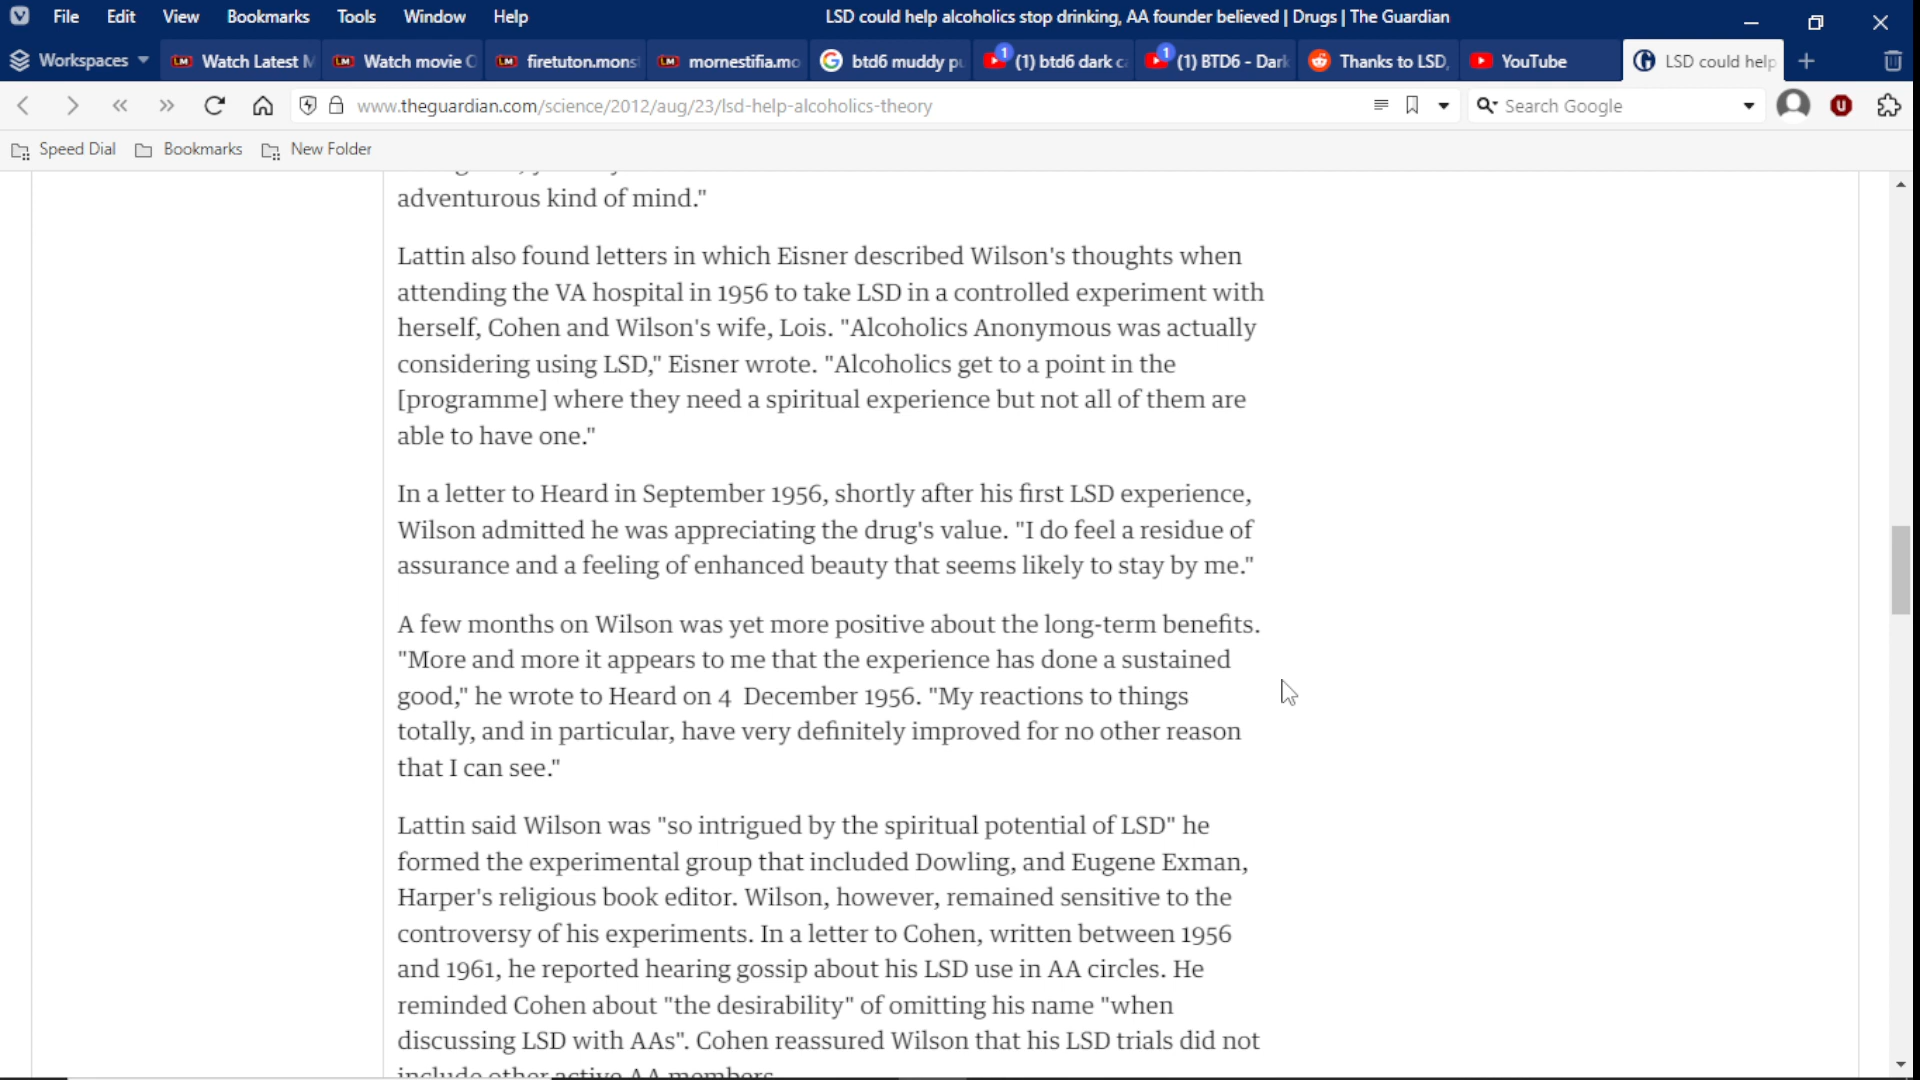 File Edit View Bookmarks Tools Window Help
LSD could help alcoholics stop drinking, AA founder believed | Drugs | The Guardian
Workspaces
LM Watch Latest M
LM Watch movie C
LM firetuton.mons
LM mornestifia.mo
btd6 muddy pu
1 (1) btd6 dark ca
1 (1) BTD6 - Dark
Thanks to LSD,
YouTube
LSD could help
www.theguardian.com/science/2012/aug/23/lsd-help-alcoholics-theory
Search Google
Speed Dial Bookmarks New Folder
adventurous kind of mind."
Lattin also found letters in which Eisner described Wilson's thoughts when
attending the VA hospital in 1956 to take LSD in a controlled experiment with
herself, Cohen and Wilson's wife, Lois. "Alcoholics Anonymous was actually
considering using LSD," Eisner wrote. "Alcoholics get to a point in the
[programme] where they need a spiritual experience but not all of them are
able to have one."
In a letter to Heard in September 1956, shortly after his first LSD experience,
Wilson admitted he was appreciating the drug's value. "I do feel a residue of
assurance and a feeling of enhanced beauty that seems likely to stay by me."
A few months on Wilson was yet more positive about the long-term benefits.
"More and more it appears to me that the experience has done a sustained
good," he wrote to Heard on 4 December 1956. "My reactions to things
totally, and in particular, have very definitely improved for no other reason
that I can see."
Lattin said Wilson was "so intrigued by the spiritual potential of LSD" he
formed the experimental group that included Dowling, and Eugene Exman,
Harper's religious book editor. Wilson, however, remained sensitive to the
controversy of his experiments. In a letter to Cohen, written between 1956
and 1961, he reported hearing gossip about his LSD use in AA circles. He
reminded Cohen about "the desirability" of omitting his name "when
discussing LSD with AAs". Cohen reassured Wilson that his LSD trials did not
include other active AA members